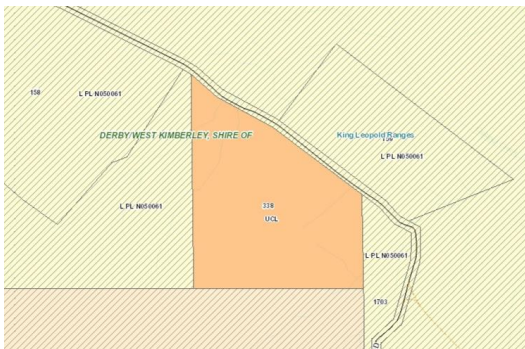 158
L PL N050061
DERBY WEST KIMBERLEY, SHIRE OF
King Leopold Ranges
L PL N050061
L PL N050061
338
UCL
L PL N050061
1763